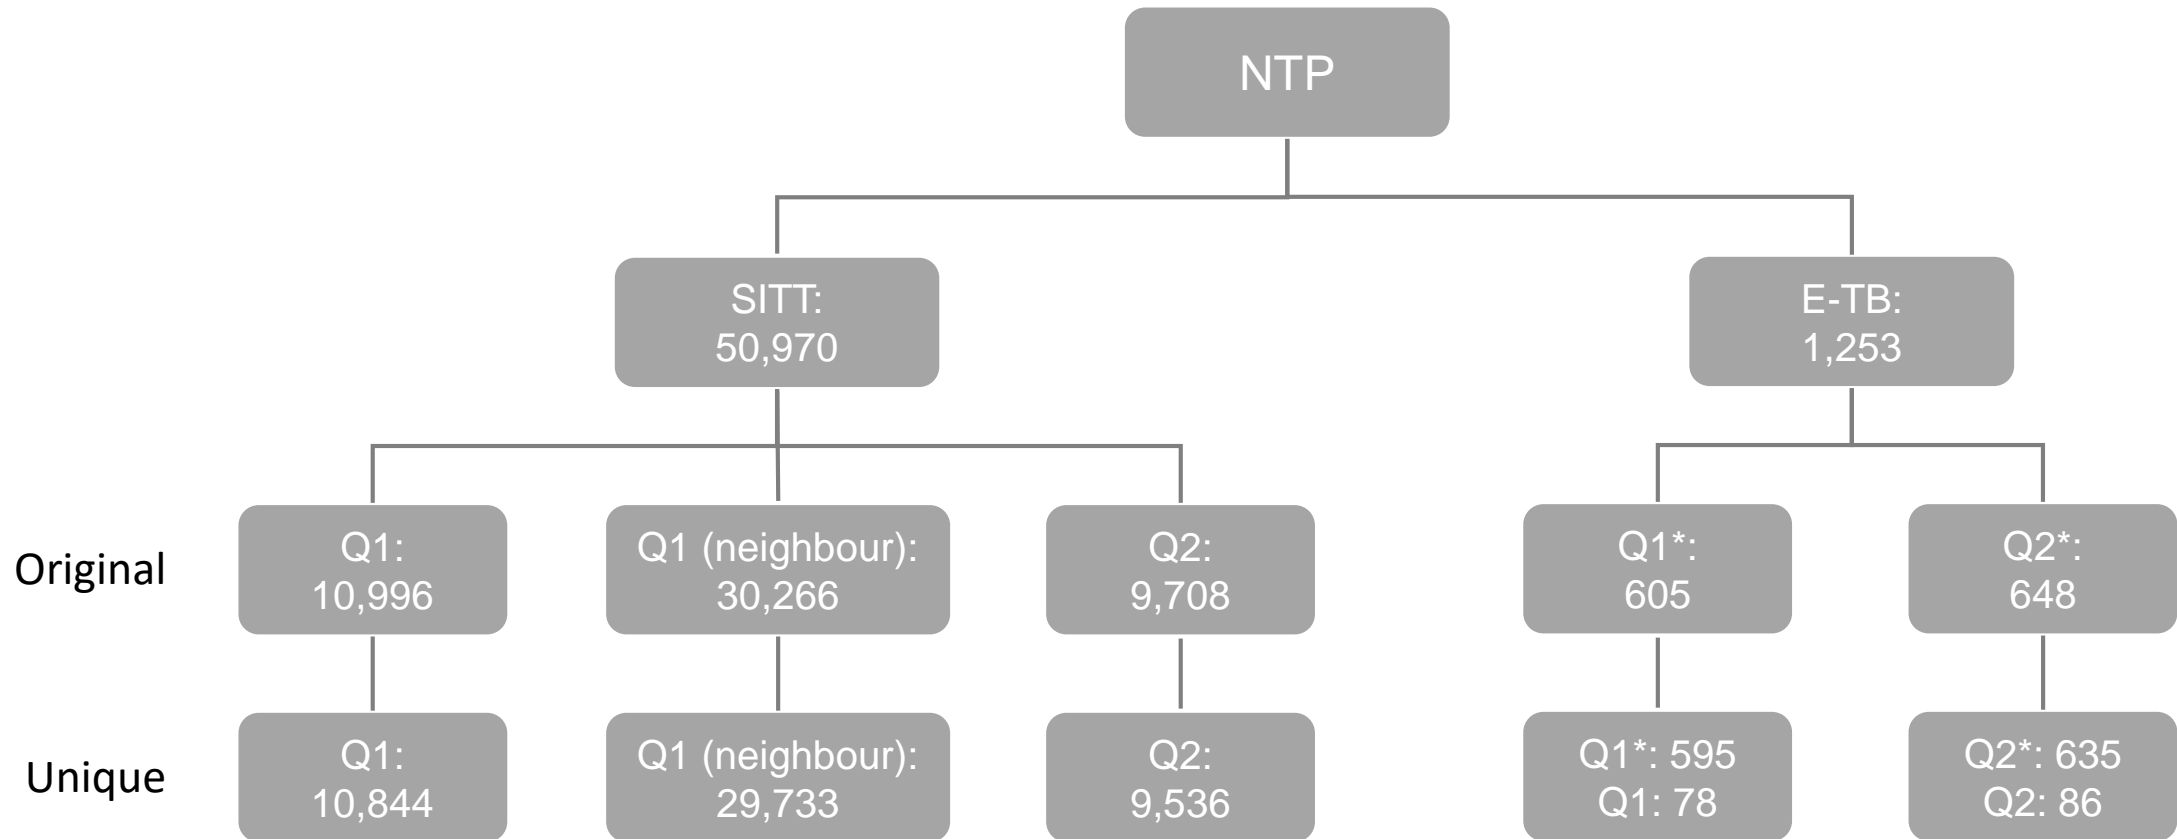 NTP
SITT:
50,970
E-TB:
1,253
Original
Q1:
10,996
Q1 (neighbour):
30,266
Q2:
9,708
Q1*:
605
Q2*:
648
Unique
Q1:
10,844
Q1 (neighbour):
29,733
Q2:
9,536
Q1*: 595
Q1: 78
Q2*: 635
Q2: 86